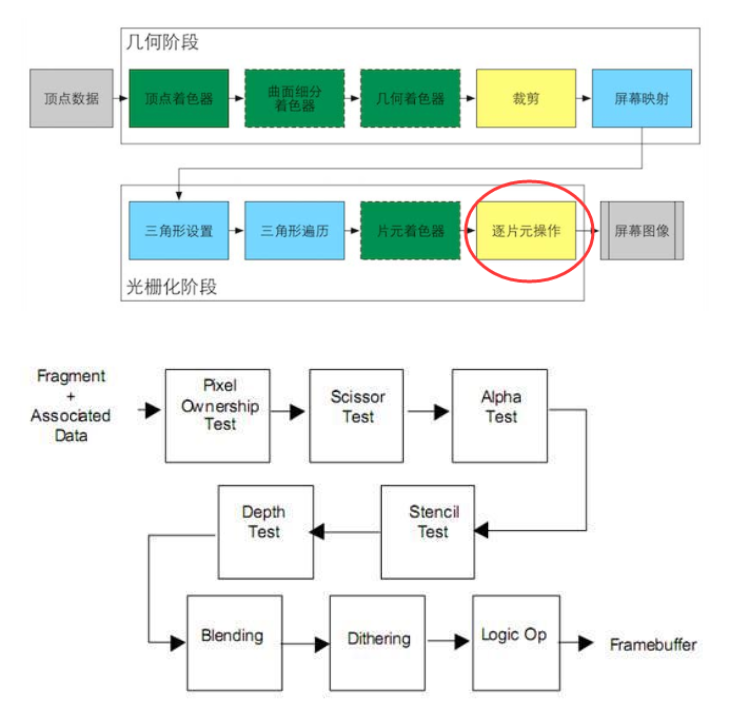 几何阶段
顶点数据
顶点着色器
曲面细分
着色器
几何着色器
裁剪
屏幕映射
三角形设置
三角形遍历
片元着色器
逐片元操作
屏幕图像
光栅化阶段
Fragment
+
Associated
Data
Pixel
Ownership
Test
Scissor
Test
Alpha
Test
Depth
Test
Stencil
Test
Blending
Dithering
Logic Op
Framebuffer